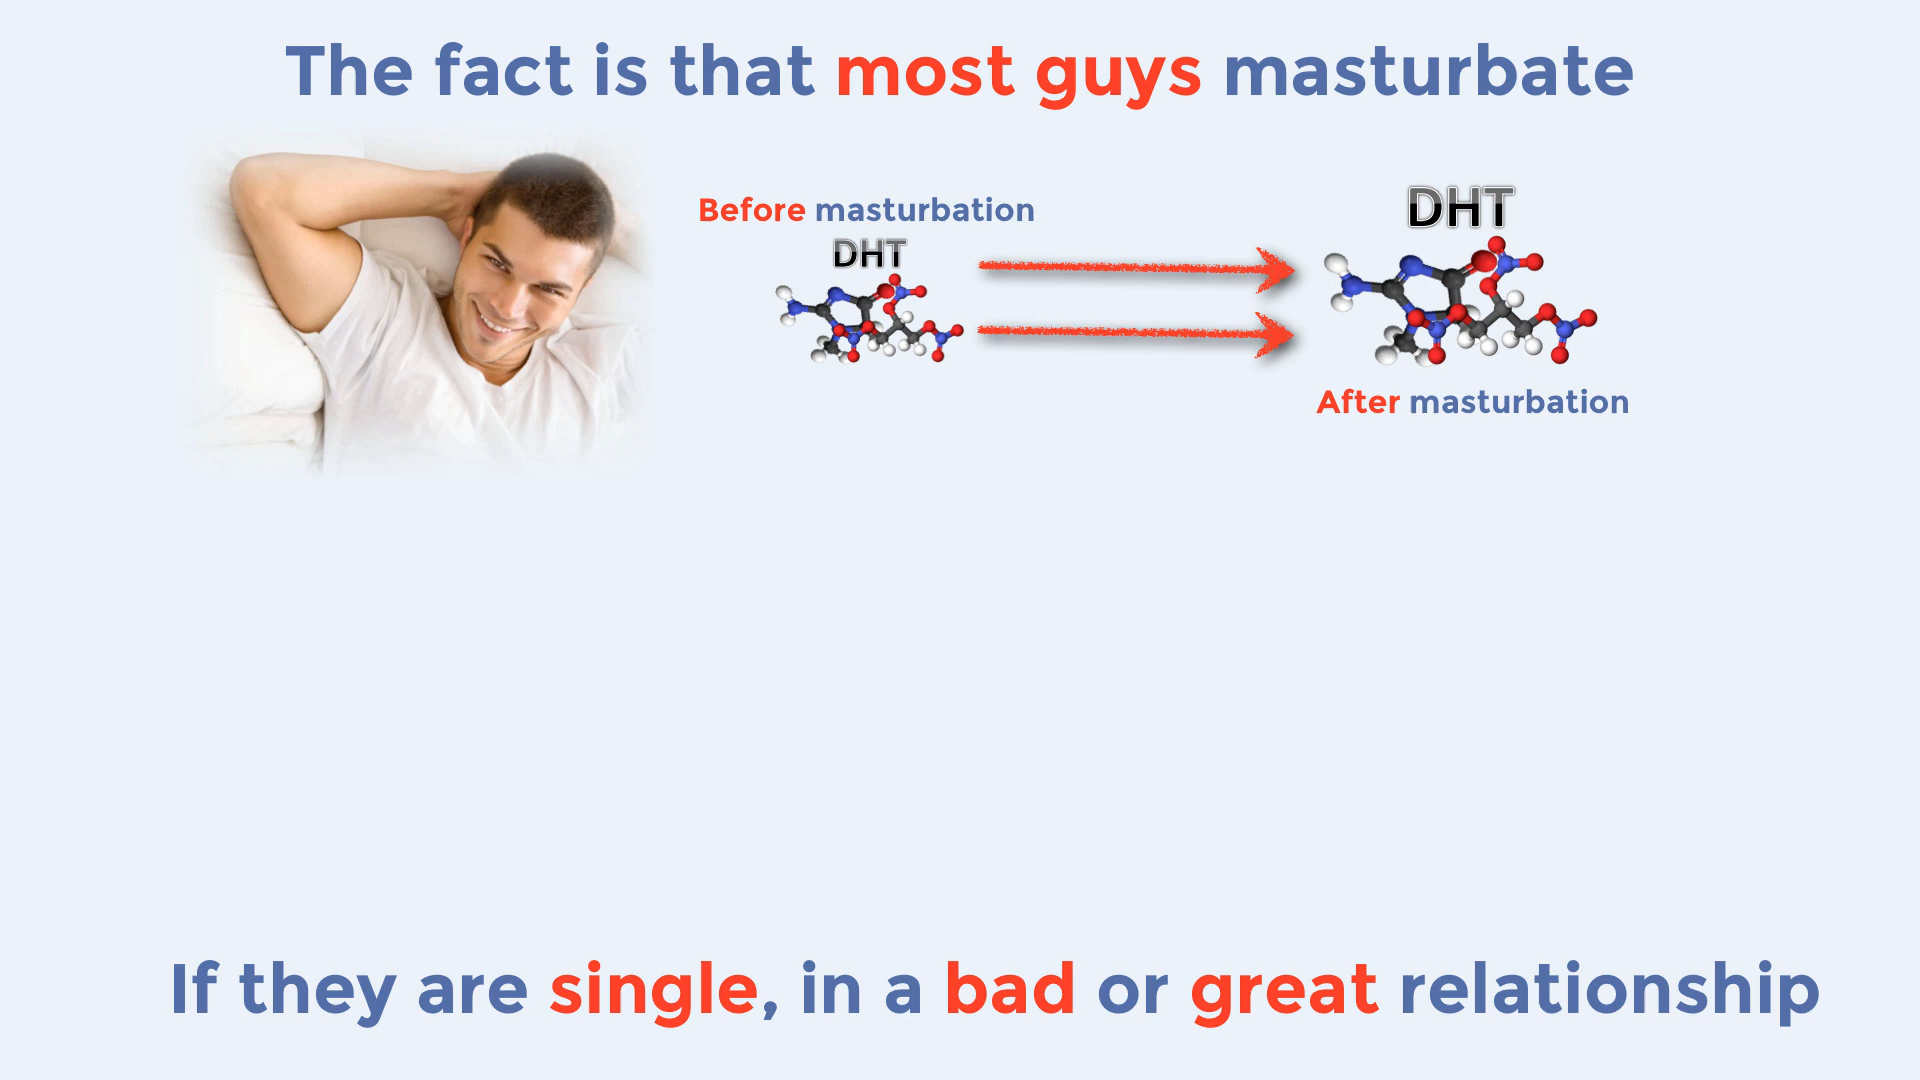 The fact is that most guys masturbate
Before masturbation
DHT
DHT
After masturbation
If they are single, in a bad or great relationship